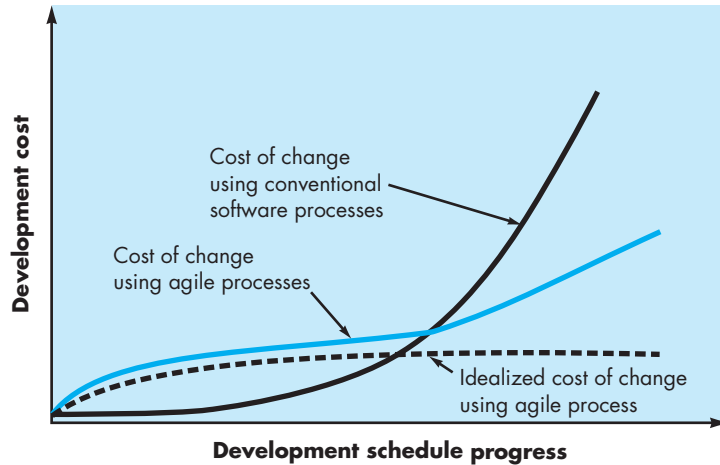 Development cost
Cost of change
using conventional
software processes
Cost of change
using agile processes
Idealized cost of change
using agile process
Development schedule progress